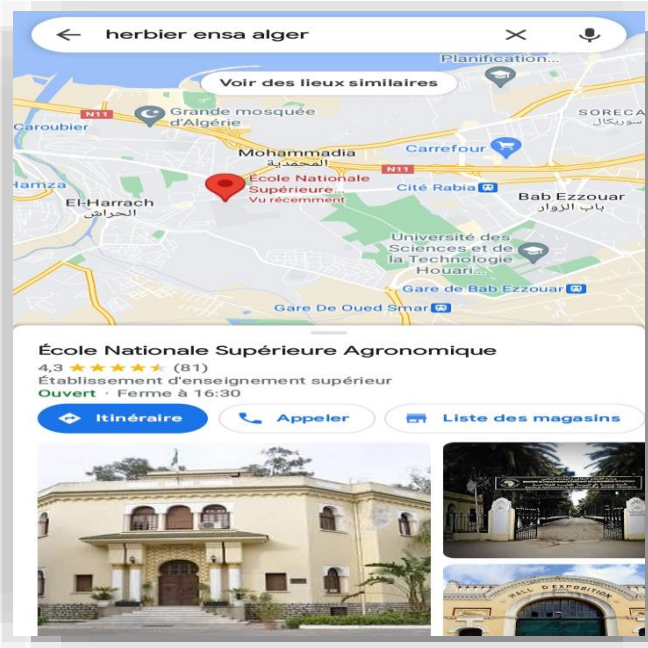 herbier ensa alger
Planification...
Voir des lieux similaires
N11
Grande mosquée
d'Algérie
SORECA
سوريكال
Caroubier
Mohammadia
المحمدية
Carrefour
N11
Hamza
École Nationale
Supérieure...
Vu récemment
Cité Rabia
El-Harrach
الحراش
Bab Ezzouar
باب الزوار
Université des
Sciences et de
la Technologie
Houari...
Gare de Bab Ezzouar
Gare De Oued Smar
École Nationale Supérieure Agronomique
4,3 ★★★★★ (81)
Établissement d'enseignement supérieur
Ouvert · Ferme à 16:30
Itinéraire
Appeler
Liste des magasins
HALL D'EXPOSITION